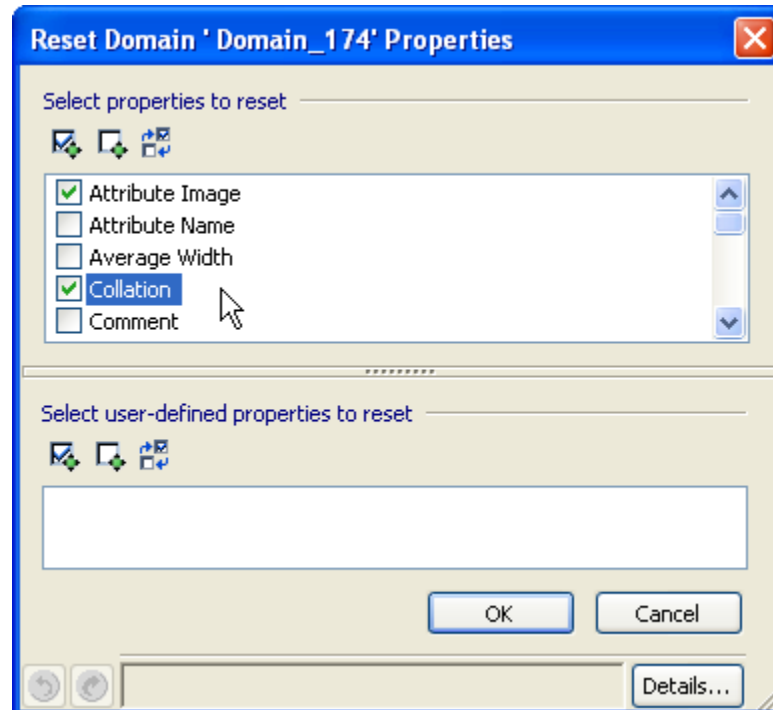 Reset Domain ' Domain_174' Properties
Select properties to reset
Attribute Image
Attribute Name
Average Width
Collation
Comment
Select user-defined properties to reset
OK Cancel
Details...